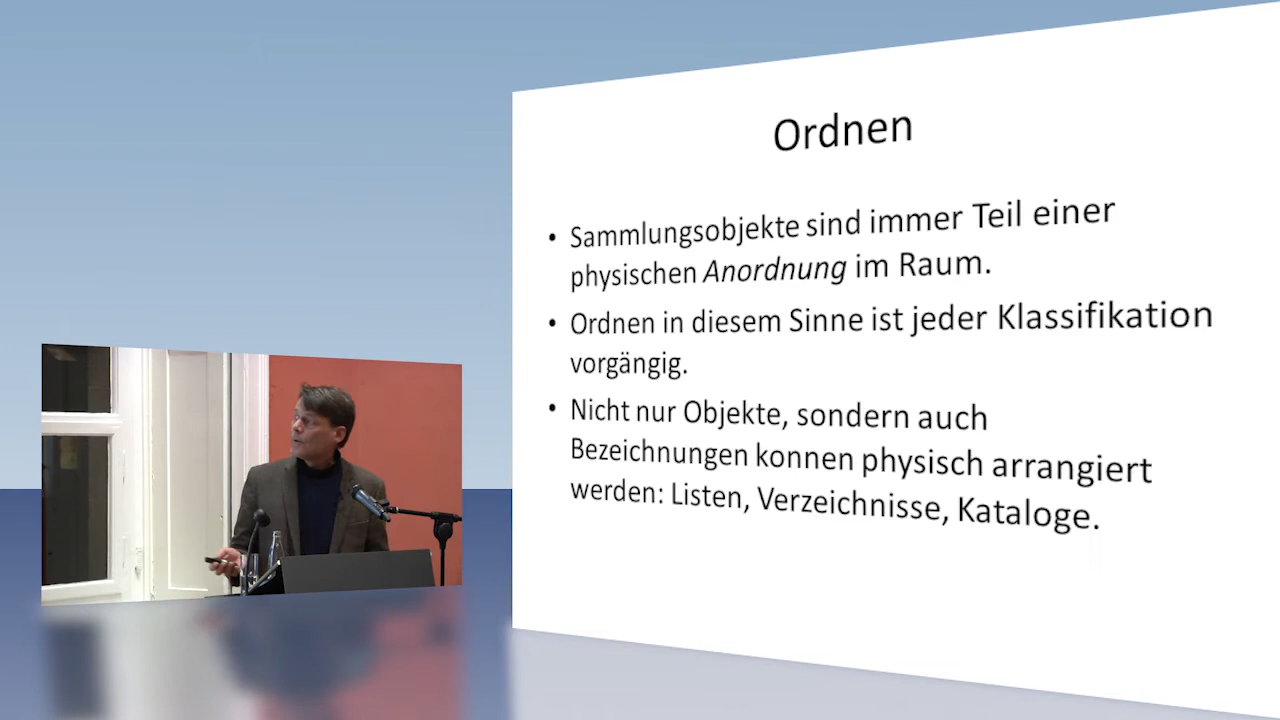 Ordnen
• Sammlungsobjekte sind immer Teil einer
physischen Anordnung im Raum.
• Ordnen in diesem Sinne ist jeder Klassifikation
vorgängig.
• Nicht nur Objekte, sondern auch
Bezeichnungen konnen physisch arrangiert
werden: Listen, Verzeichnisse, Kataloge.